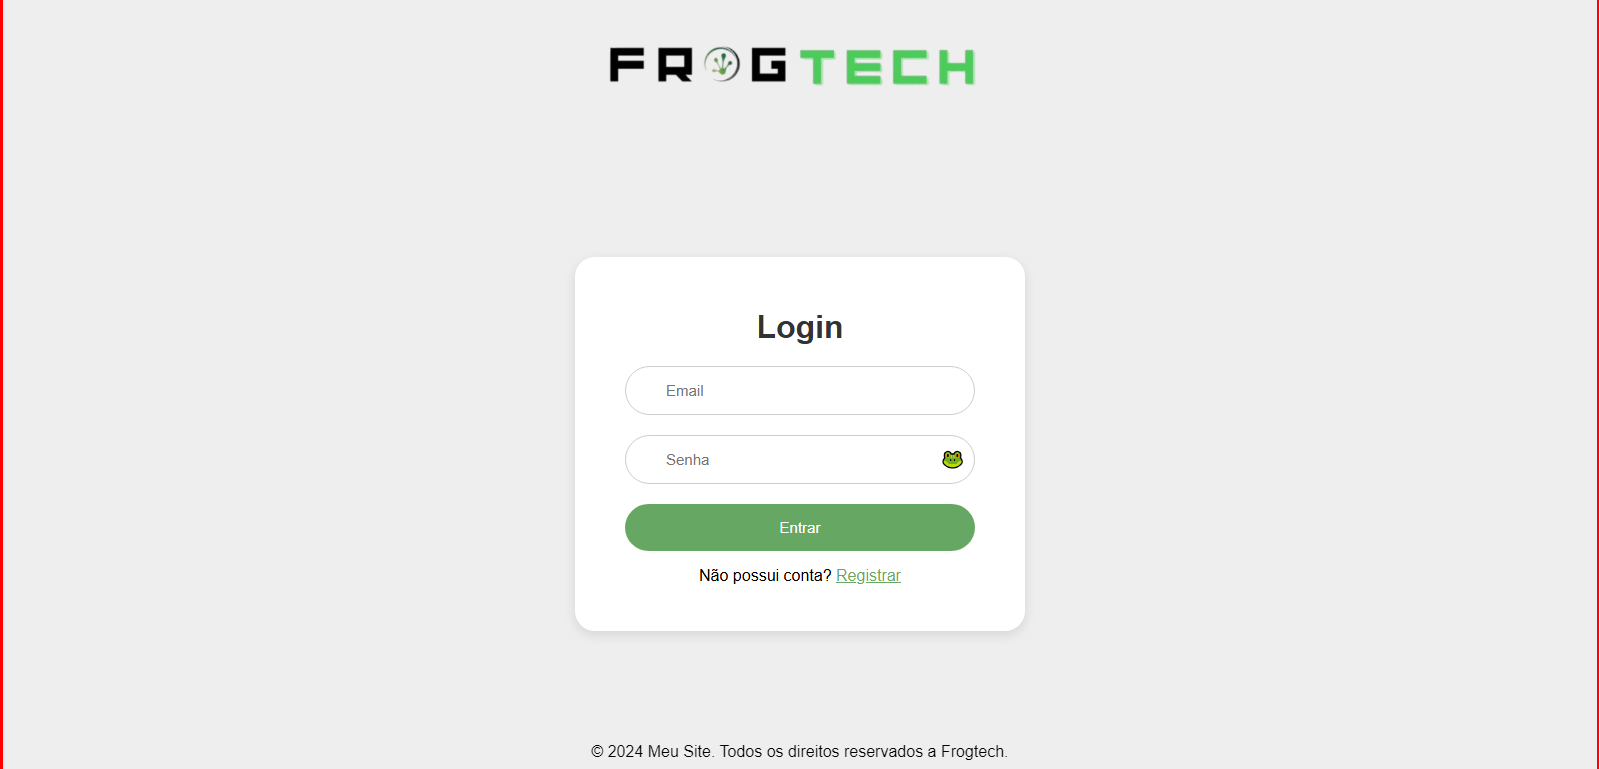 FROGTECH
Login
Email
Senha
Entrar
Não possui conta? Registrar
© 2024 Meu Site. Todos os direitos reservados a Frogtech.